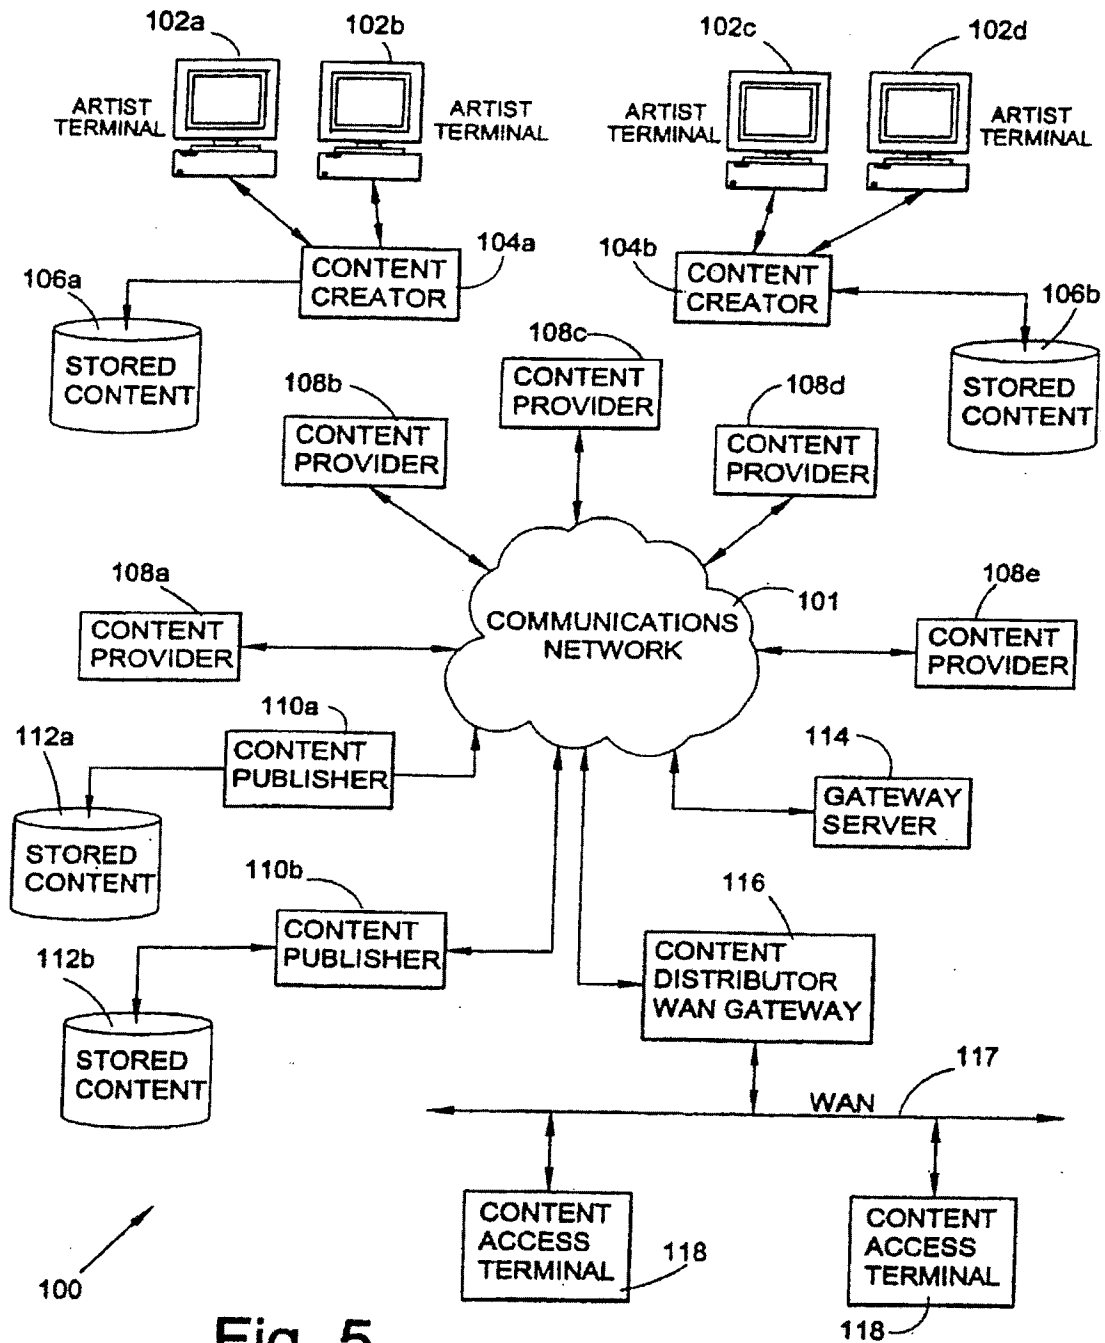 102a
102b
102c
102d
ARTIST
TERMINAL
ARTIST
TERMINAL
ARTIST
TERMINAL
ARTIST
TERMINAL
104a
CONTENT
CREATOR
104b
CONTENT
CREATOR
106a
STORED
CONTENT
106b
STORED
CONTENT
108c
CONTENT
PROVIDER
108b
CONTENT
PROVIDER
108d
CONTENT
PROVIDER
108a
CONTENT
PROVIDER
COMMUNICATIONS
NETWORK
101
108e
CONTENT
PROVIDER
110a
CONTENT
PUBLISHER
112a
STORED
CONTENT
114
GATEWAY
SERVER
110b
CONTENT
PUBLISHER
112b
STORED
CONTENT
116
CONTENT
DISTRIBUTOR
WAN GATEWAY
117
WAN
CONTENT
ACCESS
TERMINAL
118
CONTENT
ACCESS
TERMINAL
118
100
Fig. 5